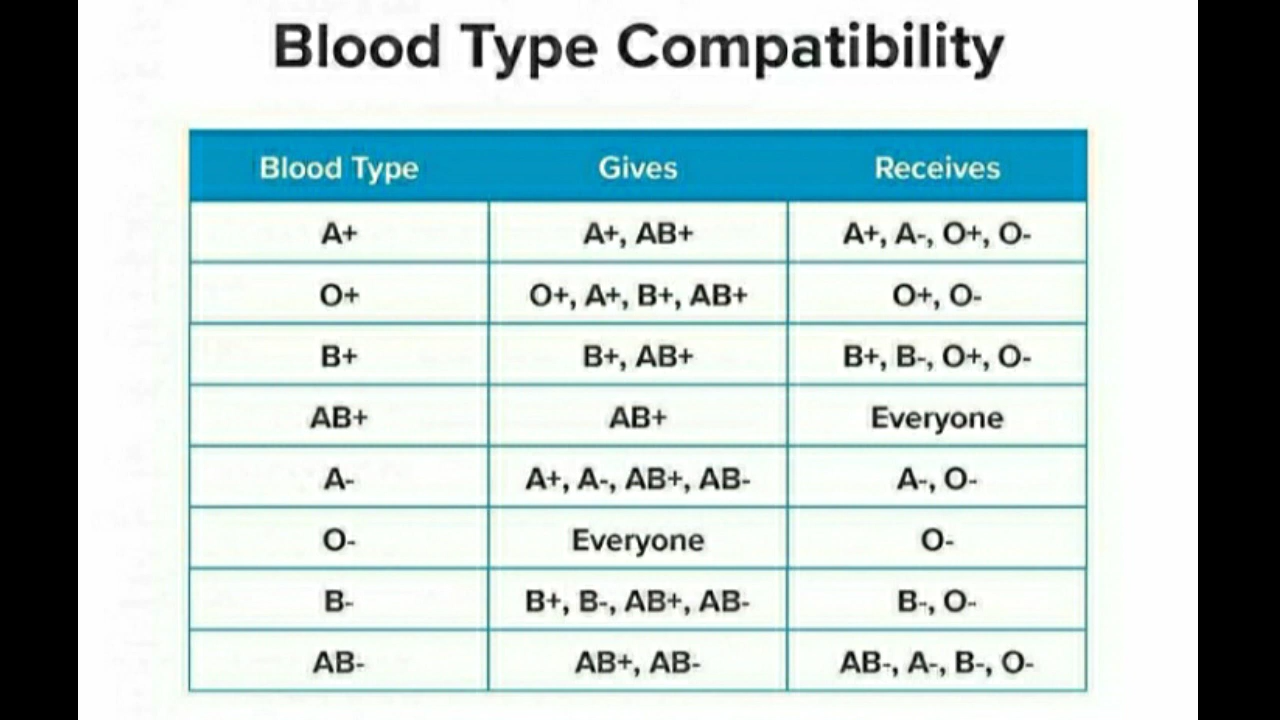 Blood Type Compatibility
Blood Type Gives Receives
A+ A+, AB+ A+, A-, O+, O-
O+ O+, A+, B+, AB+ O+, O-
B+ B+, AB+ B+, B-, O+, O-
AB+ AB+ Everyone
A- A+, A-, AB+, AB- A-, O-
O- Everyone O-
B- B+, B-, AB+, AB- B-, O-
AB- AB+, AB- AB-, A-, B-, O-